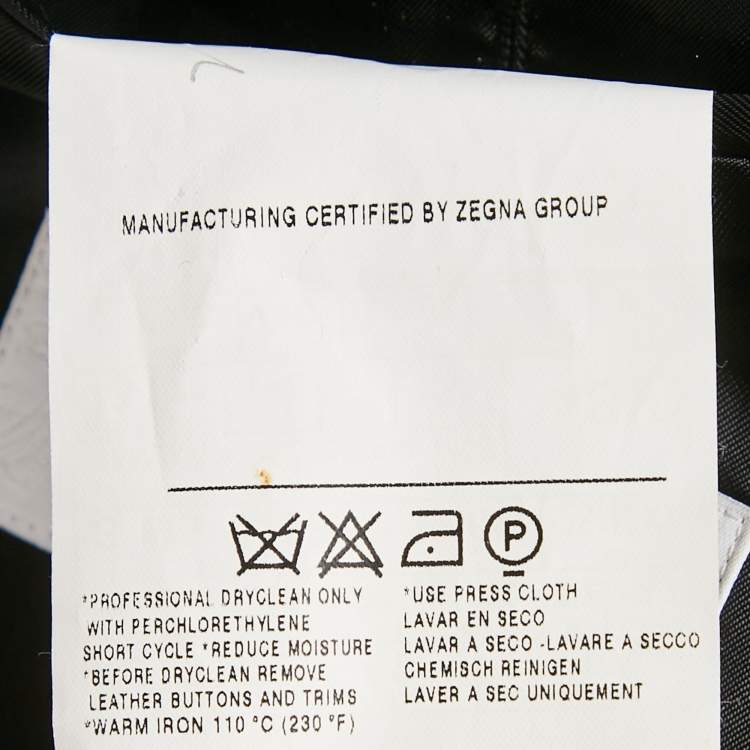 MANUFACTURING CERTIFIED BY ZEGNA GROUP
P
*PROFESSIONAL DRYCLEAN ONLY
WITH PERCHLORETHYLENE
SHORT CYCLE *REDUCE MOISTURE
*BEFORE DRYCLEAN REMOVE
LEATHER BUTTONS AND TRIMS
*WARM IRON 110 °C (230 °F)
*USE PRESS CLOTH
LAVAR EN SECO
LAVAR A SECO -LAVARE A SECCO
CHEMISCH REINIGEN
LAVER A SEC UNIQUEMENT